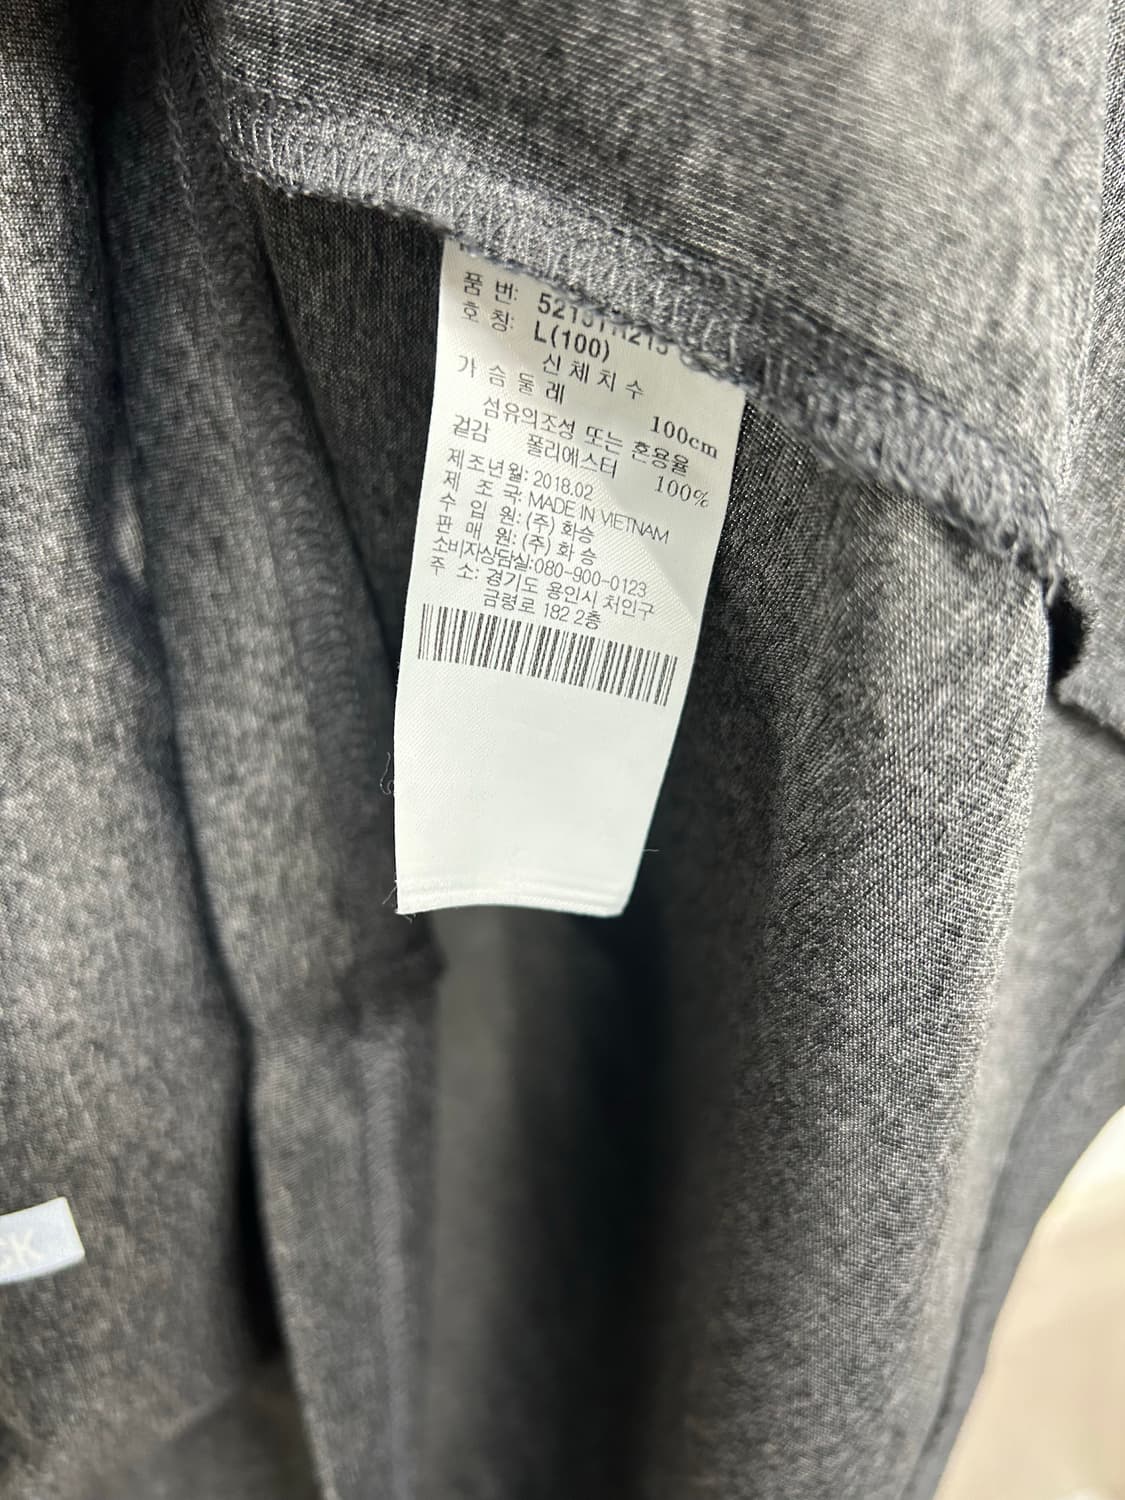 품 번:
호 칭: L(100)
신 체 치 수
가 슴 둘 레 100cm
섬유의조성 또는 혼용율
겉감 폴리에스터 100%
제조년월: 2018.02
제 조 국: MADE IN VIETNAM
수 입 원: (주) 화승
판 매 원: (주) 화 승
소비자상담실:080-900-0123
주 소: 경기도 용인시 처인구
금령로 182 2층
CK